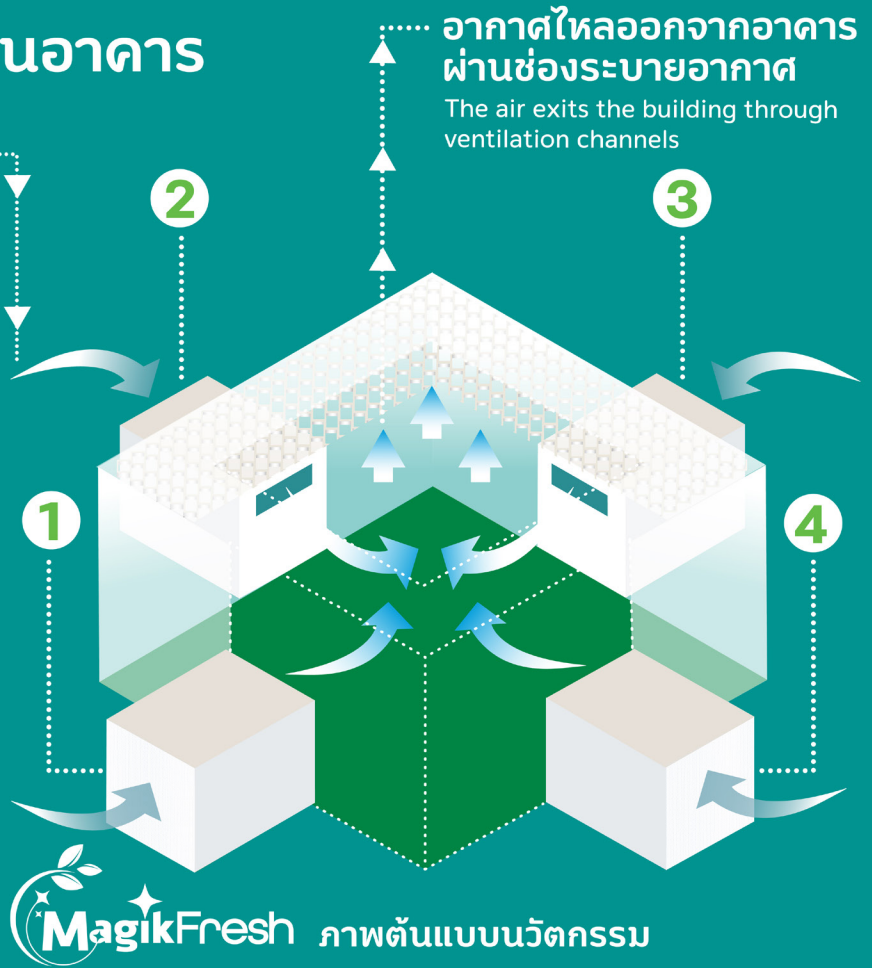 นอาคาร
อากาศไหลออกจากอาคาร
ผ่านช่องระบายอากาศ
The air exits the building through
ventilation channels
2
3
1
4
MagikFresh
ภาพต้นแบบนวัตกรรม